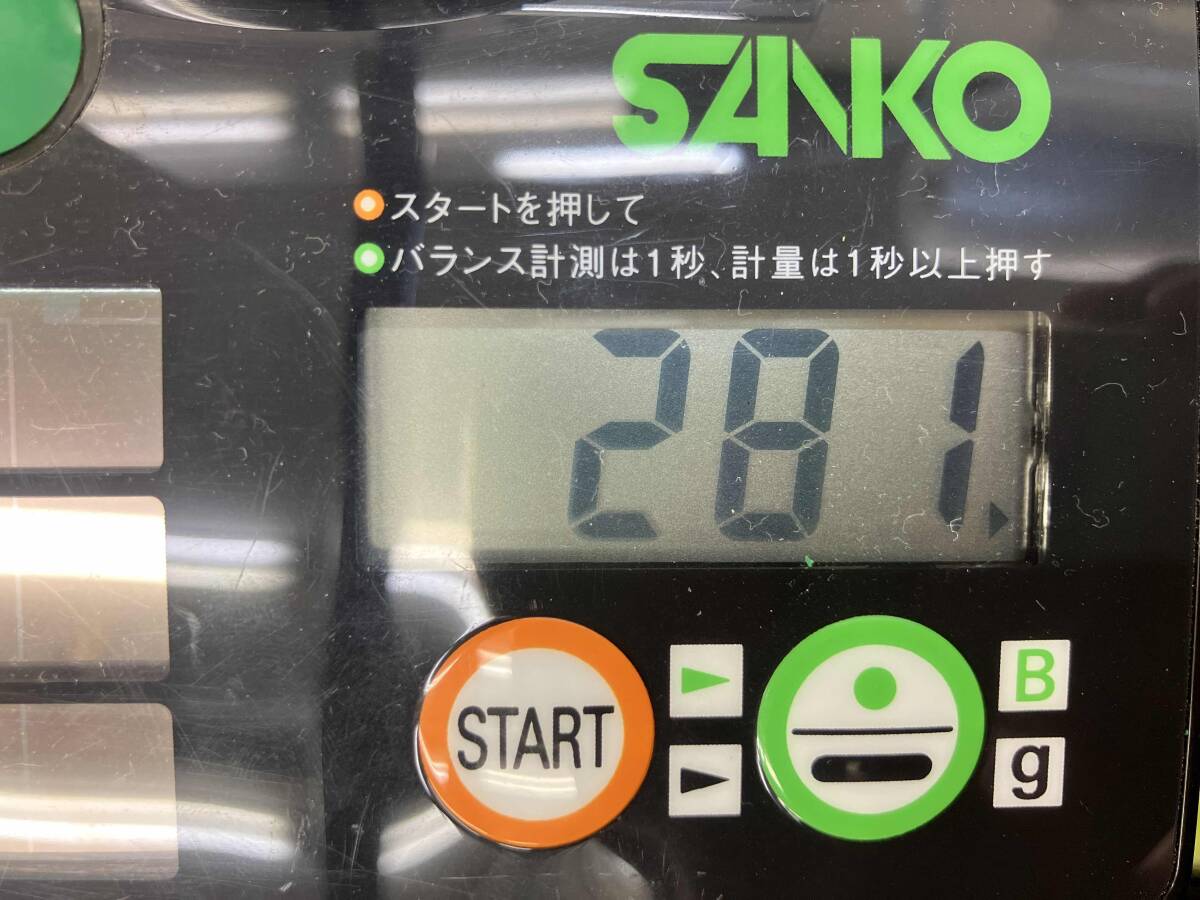 SANKO
スタートを押して
バランス計測は1秒、計量は1秒以上押す
281.
START
B
g